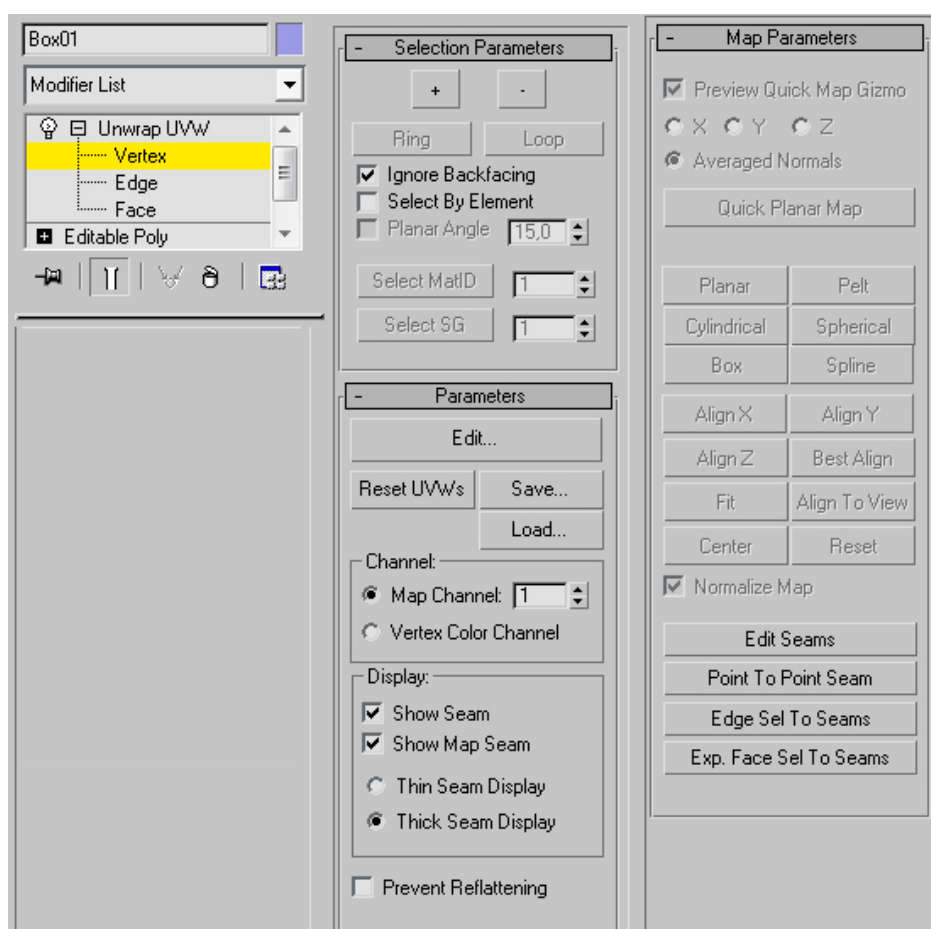 Box01
Modifier List
Unwrap UVW
Vertex
Edge
Face
Editable Poly
- Selection Parameters
+ -
Ring Loop
Ignore Backfacing
Select By Element
Planar Angle 15,0
Select MatID 1
Select SG 1
- Parameters
Edit...
Reset UVWs Save...
Load...
Channel:
Map Channel: 1
Vertex Color Channel
Display:
Show Seam
Show Map Seam
Thin Seam Display
Thick Seam Display
Prevent Reflattening
- Map Parameters
Preview Quick Map Gizmo
X Y Z
Averaged Normals
Quick Planar Map
Planar Pelt
Cylindrical Spherical
Box Spline
Align X Align Y
Align Z Best Align
Fit Align To View
Center Reset
Normalize Map
Edit Seams
Point To Point Seam
Edge Sel To Seams
Exp. Face Sel To Seams